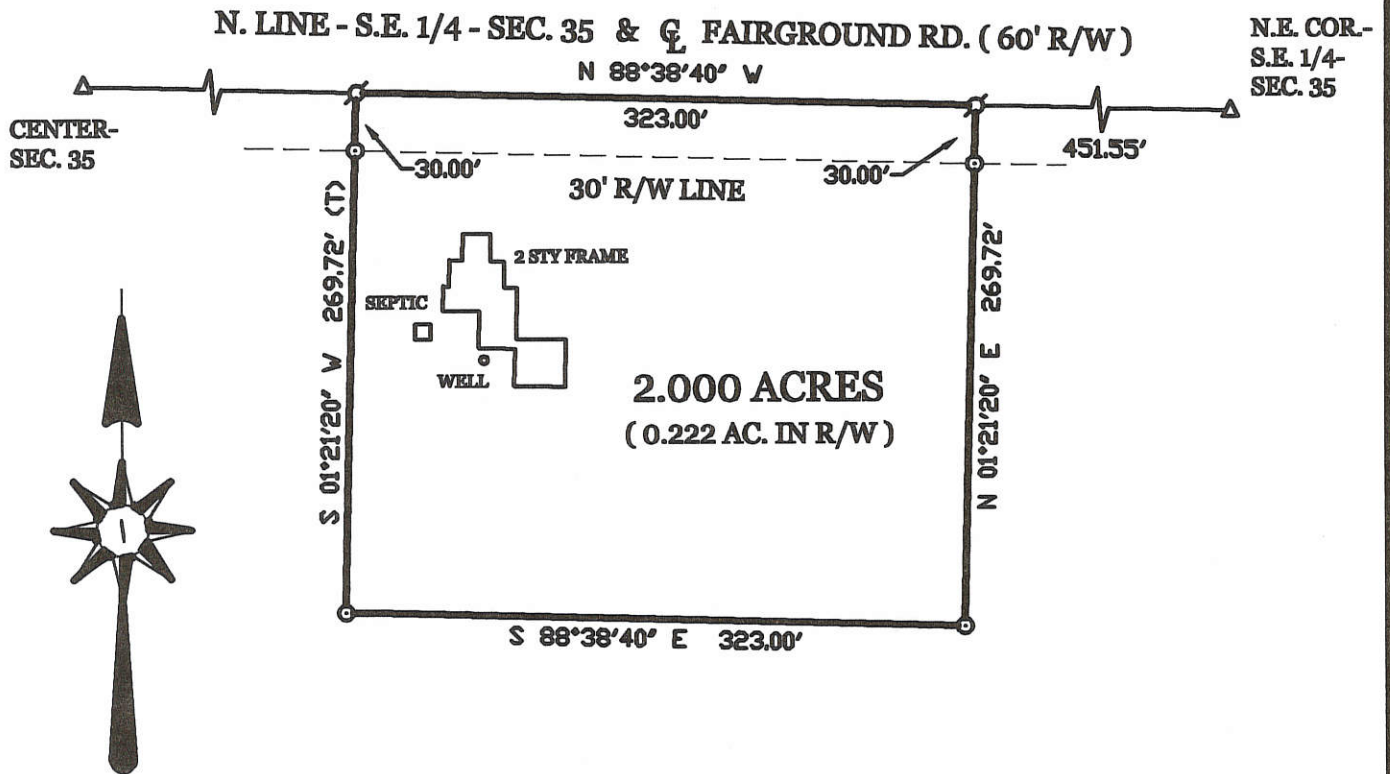 N. LINE - S.E. 1/4 - SEC. 35 & ℄ FAIRGROUND RD. ( 60' R/W )
N.E. COR.-
S.E. 1/4-
SEC. 35
N 88°38'40" W
CENTER-
SEC. 35
323.00'
451.55'
30.00'
30.00'
30' R/W LINE
S 01°21'20" W 269.72' (T)
2 STY FRAME
SEPTIC
WELL
2.000 ACRES
( 0.222 AC. IN R/W )
N 01°21'20" E 269.72'
S 88°38'40" E 323.00'